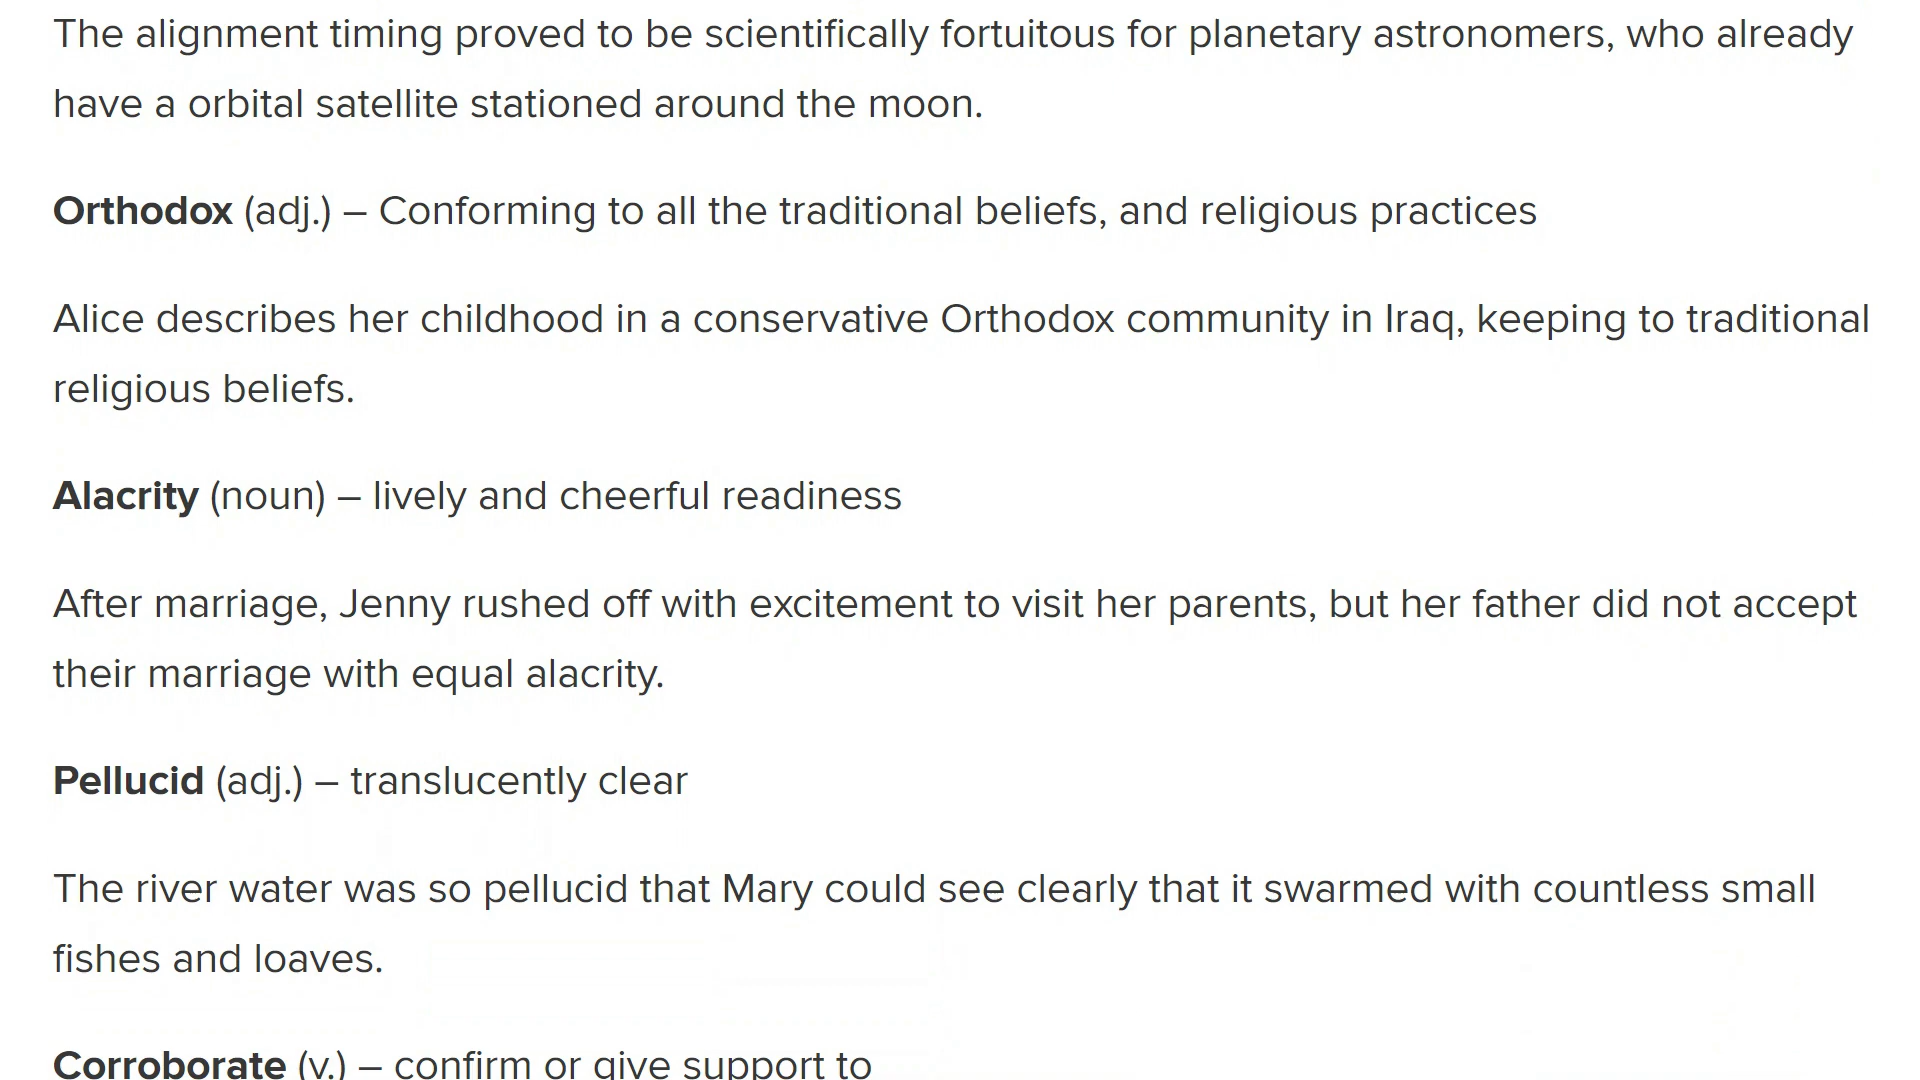 The alignment timing proved to be scientifically fortuitous for planetary astronomers, who already
have a orbital satellite stationed around the moon.
Orthodox (adj.) – Conforming to all the traditional beliefs, and religious practices
Alice describes her childhood in a conservative Orthodox community in Iraq, keeping to traditional
religious beliefs.
Alacrity (noun) – lively and cheerful readiness
After marriage, Jenny rushed off with excitement to visit her parents, but her father did not accept
their marriage with equal alacrity.
Pellucid (adj.) – translucently clear
The river water was so pellucid that Mary could see clearly that it swarmed with countless small
fishes and loaves.
Corroborate (v.) – confirm or give support to